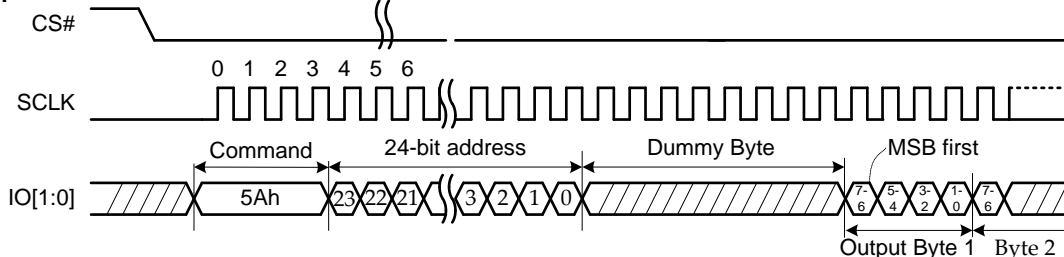 CS#
0 1 2 3 4 5 6
SCLK
Command 24-bit address Dummy Byte MSB first
IO[1:0] 5Ah 23 22 21 3 2 1 0 7-6 5-4 3-2 1-0 7-6
Output Byte 1 Byte 2